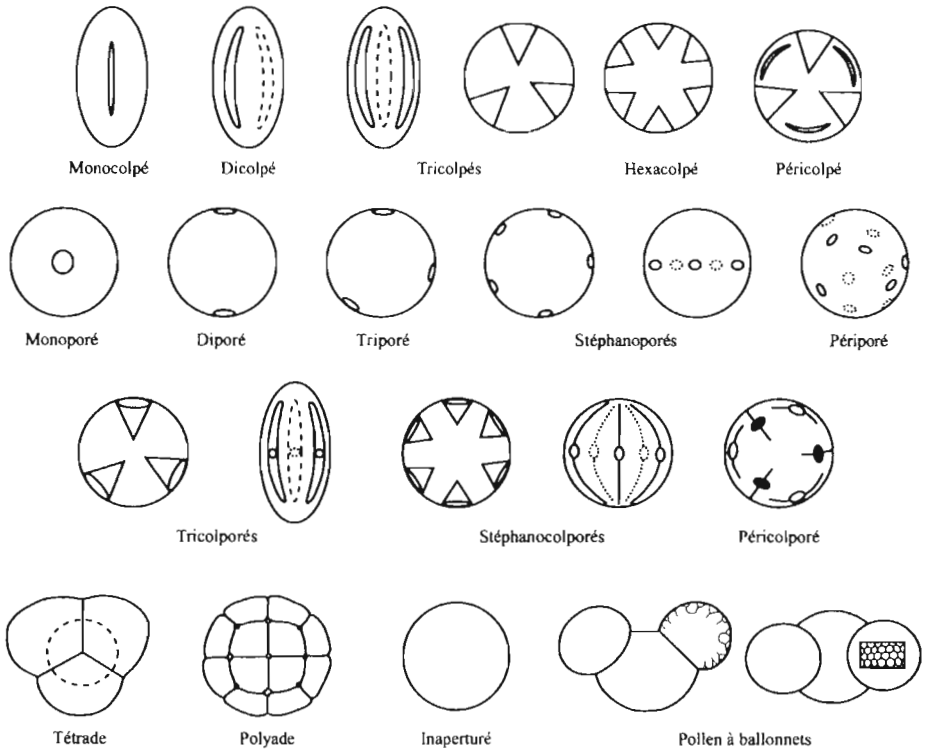 Monocolpé Dicolpé Tricolpés Hexacolpé Péricolpé
Monoporé Diporé Triporé Stéphanoporés Périporé
Tricolporés Stéphanocolporés Péricolporé
Tétrade Polyade Inaperturé Pollen à ballonnets